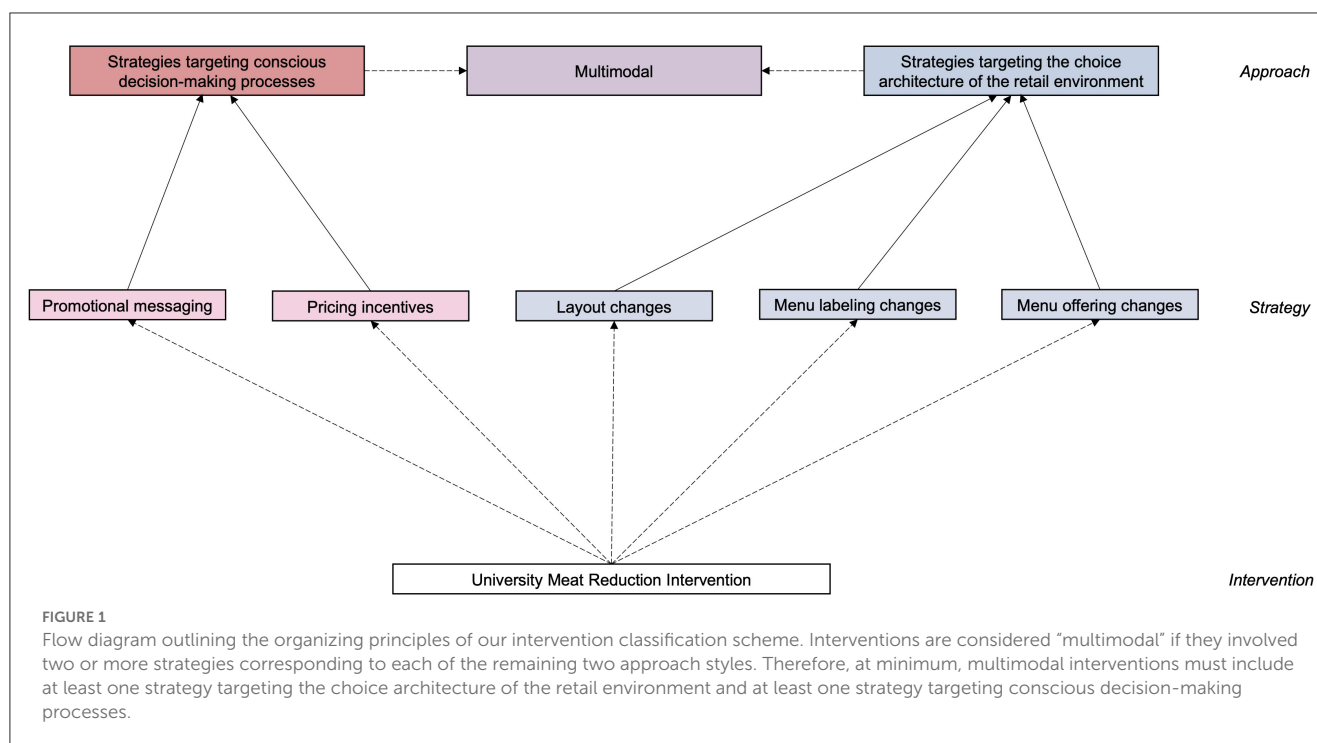 Strategies targeting conscious
decision-making processes
Multimodal
Strategies targeting the choice
architecture of the retail environment
Approach
Promotional messaging
Pricing incentives
Layout changes
Menu labeling changes
Menu offering changes
Strategy
University Meat Reduction Intervention
Intervention
FIGURE 1
Flow diagram outlining the organizing principles of our intervention classification scheme. Interventions are considered “multimodal” if they involved
two or more strategies corresponding to each of the remaining two approach styles. Therefore, at minimum, multimodal interventions must include
at least one strategy targeting the choice architecture of the retail environment and at least one strategy targeting conscious decision-making
processes.